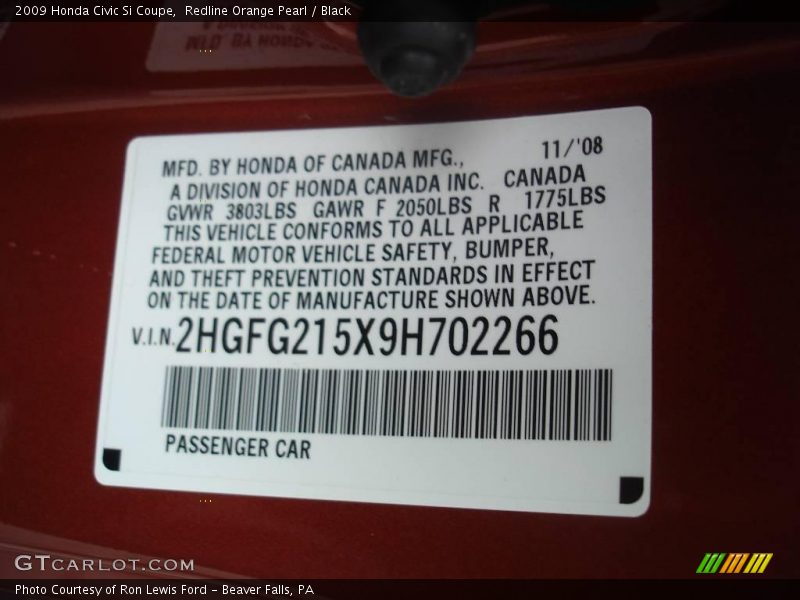 2009 Honda Civic Si Coupe, Redline Orange Pearl / Black
MFD. BY HONDA OF CANADA MFG., 11/'08
A DIVISION OF HONDA CANADA INC. CANADA
GVWR 3803LBS GAWR F 2050LBS R 1775LBS
THIS VEHICLE CONFORMS TO ALL APPLICABLE
FEDERAL MOTOR VEHICLE SAFETY, BUMPER,
AND THEFT PREVENTION STANDARDS IN EFFECT
ON THE DATE OF MANUFACTURE SHOWN ABOVE.
V.I.N. 2HGFG215X9H702266
PASSENGER CAR
GTCARLOT.COM
Photo Courtesy of Ron Lewis Ford - Beaver Falls, PA